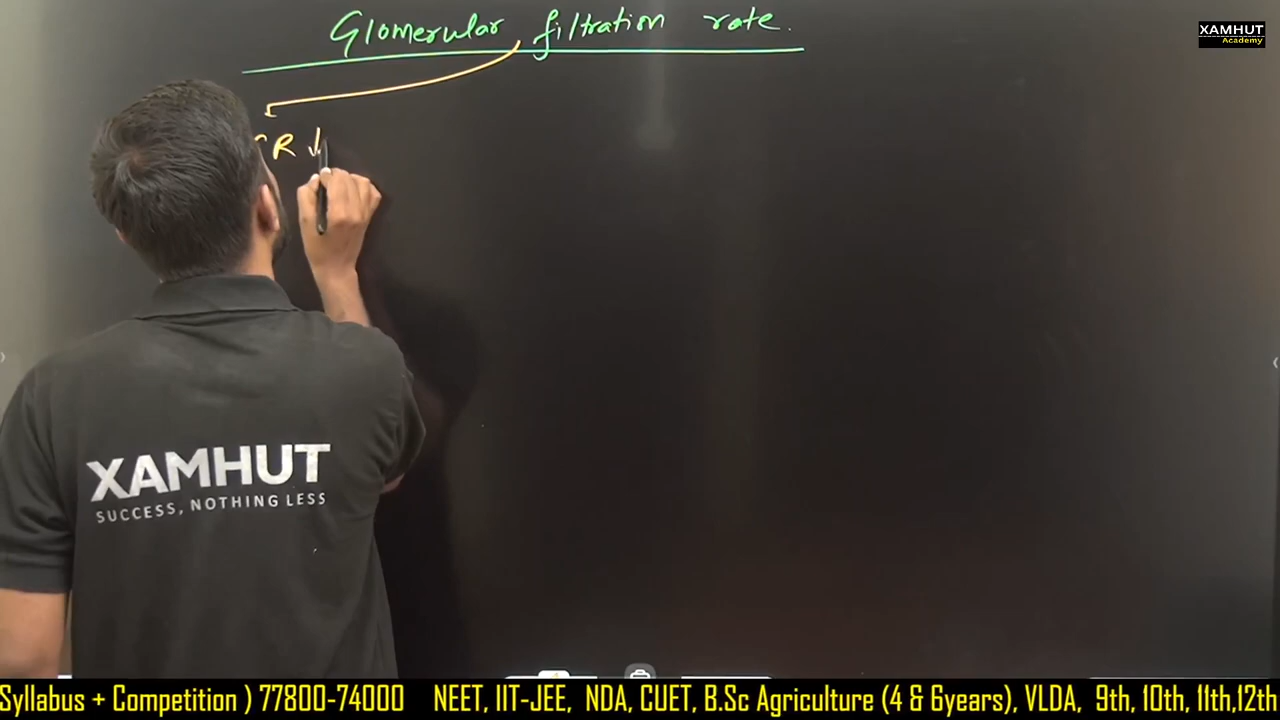 Glomerular filtration rate.
XAMHUT
Academy
R ↓
XAMHUT
SUCCESS, NOTHING LESS
Syllabus + Competition ) 77800-74000 NEET, IIT-JEE, NDA, CUET, B.Sc Agriculture (4 & 6years), VLDA, 9th, 10th, 11th,12th